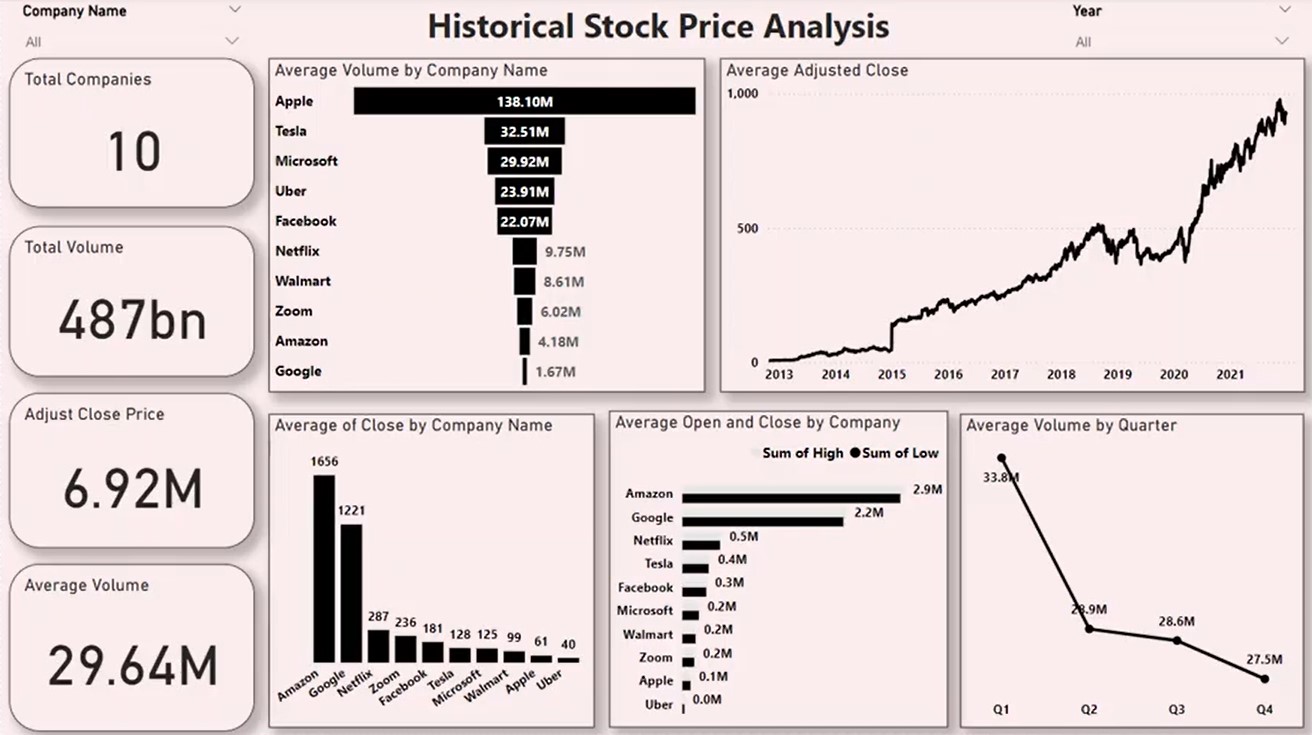 Company Name
All
Historical Stock Price Analysis
Year
All
Total Companies
10
Total Volume
487bn
Adjust Close Price
6.92M
Average Volume
29.64M
Average Volume by Company Name
Apple 138.10M
Tesla 32.51M
Microsoft 29.92M
Uber 23.91M
Facebook 22.07M
Netflix 9.75M
Walmart 8.61M
Zoom 6.02M
Amazon 4.18M
Google 1.67M
Average Adjusted Close
1,000
500
0
2013 2014 2015 2016 2017 2018 2019 2020 2021
Average of Close by Company Name
1656 1221 287 236 181 128 125 99 61 40
Amazon Google Netflix Zoom Facebook Tesla Microsoft Walmart Apple Uber
Average Open and Close by Company
Sum of High Sum of Low
Amazon 2.9M
Google 2.2M
Netflix 0.5M
Tesla 0.4M
Facebook 0.3M
Microsoft 0.2M
Walmart 0.2M
Zoom 0.2M
Apple 0.1M
Uber 0.0M
Average Volume by Quarter
33.8M
28.9M
28.6M
27.5M
Q1 Q2 Q3 Q4